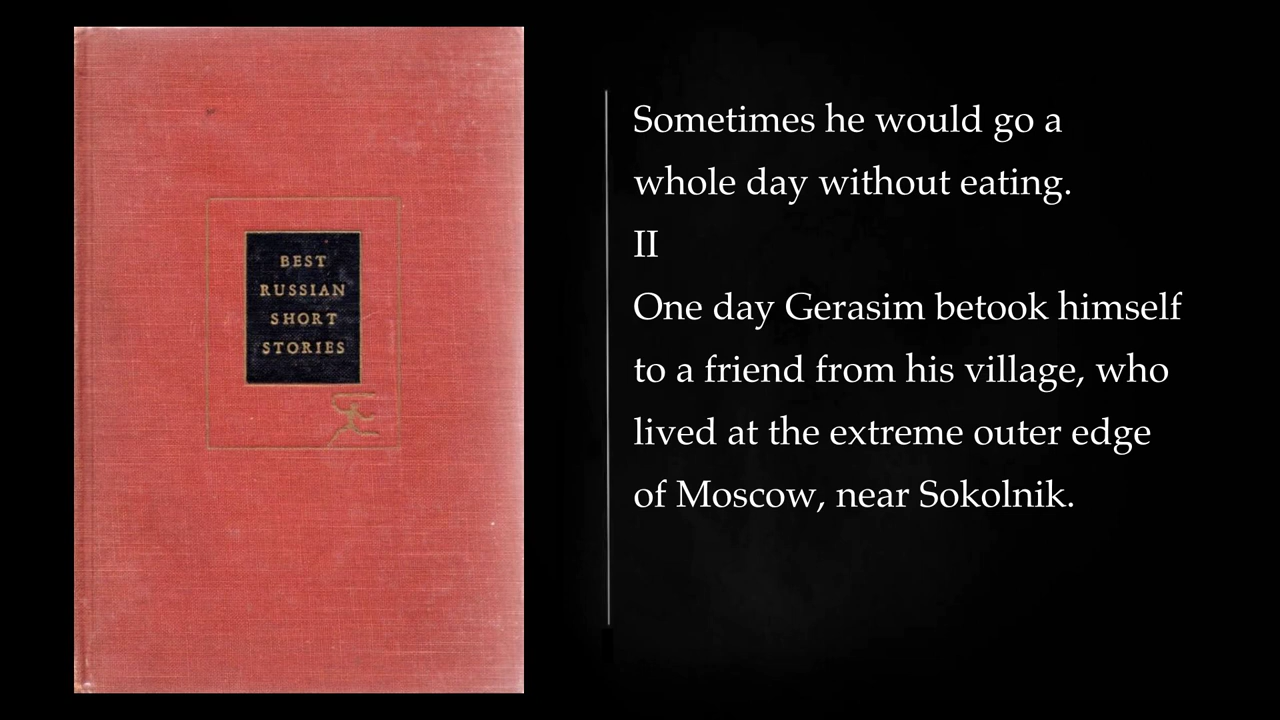 BEST
RUSSIAN
SHORT
STORIES
Sometimes he would go a
whole day without eating.
II
One day Gerasim betook himself
to a friend from his village, who
lived at the extreme outer edge
of Moscow, near Sokolnik.